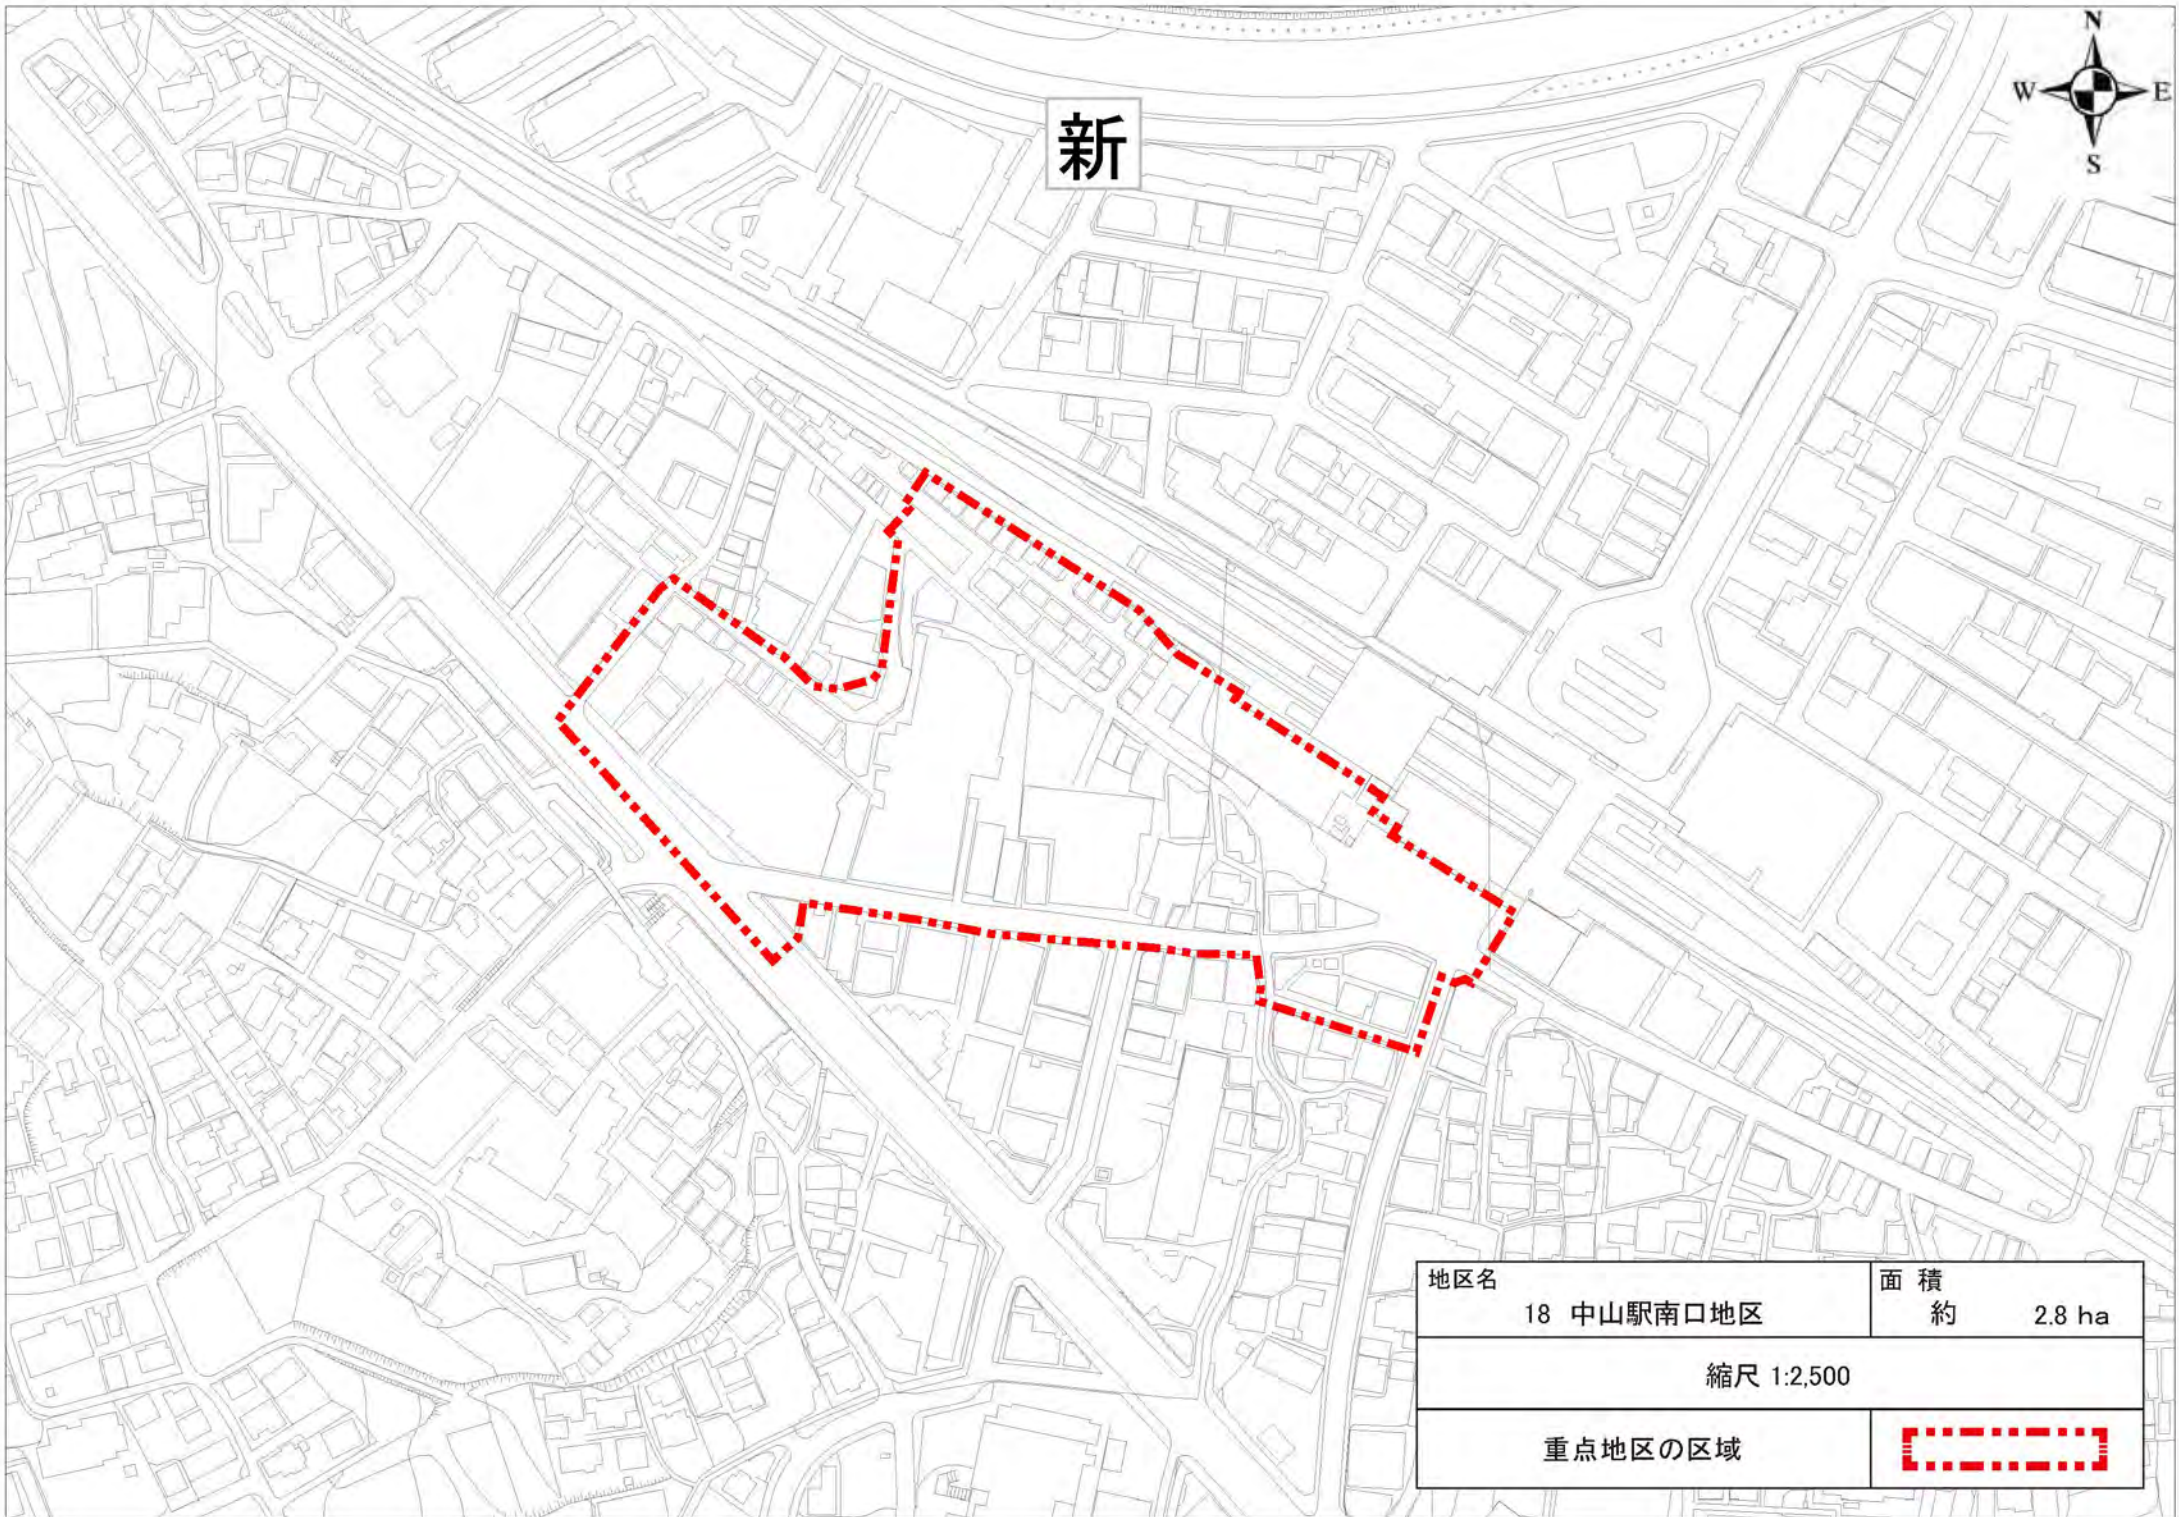 新
N
W E
S
地区名
18 中山駅南口地区
面 積
約 2.8 ha
縮尺 1:2,500
重点地区の区域